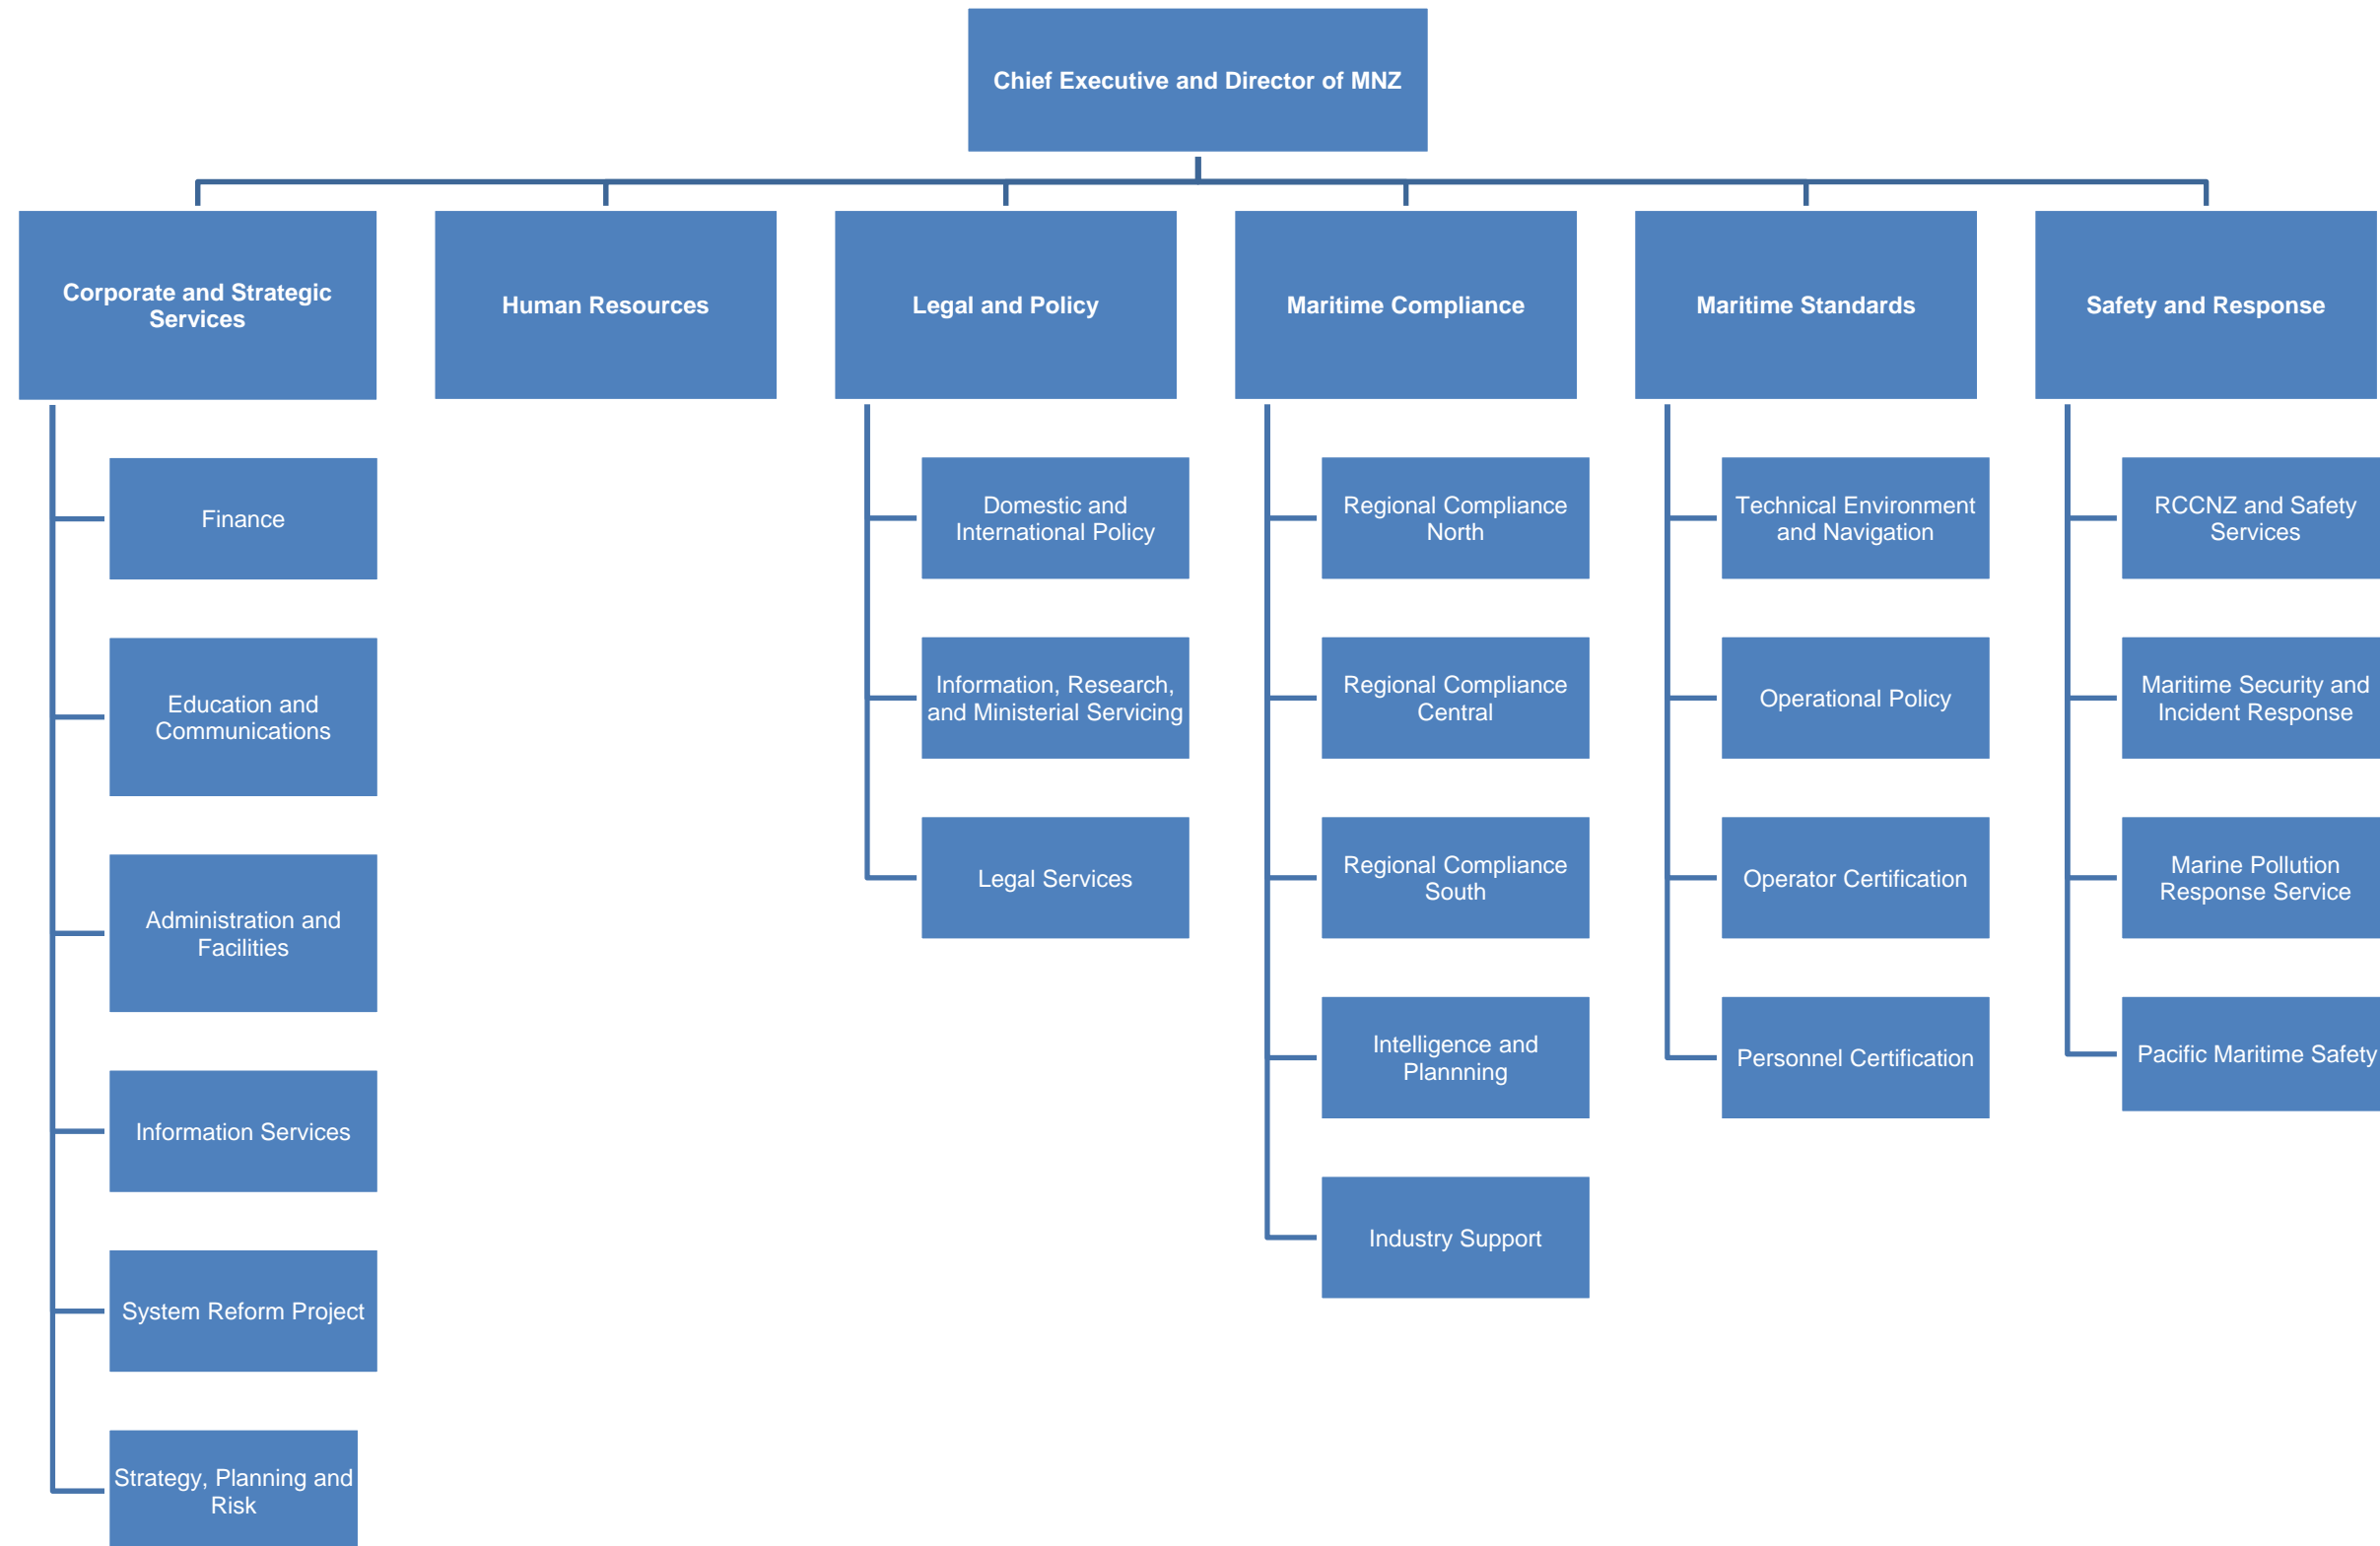 Chief Executive and Director of MNZ
Corporate and Strategic
Services
Human Resources
Legal and Policy
Maritime Compliance
Maritime Standards
Safety and Response
Finance
Education and
Communications
Administration and
Facilities
Information Services
System Reform Project
Strategy, Planning and
Risk
Domestic and
International Policy
Information, Research,
and Ministerial Servicing
Legal Services
Regional Compliance
North
Regional Compliance
Central
Regional Compliance
South
Intelligence and
Plannning
Industry Support
Technical Environment
and Navigation
Operational Policy
Operator Certification
Personnel Certification
RCCNZ and Safety
Services
Maritime Security and
Incident Response
Marine Pollution
Response Service
Pacific Maritime Safety